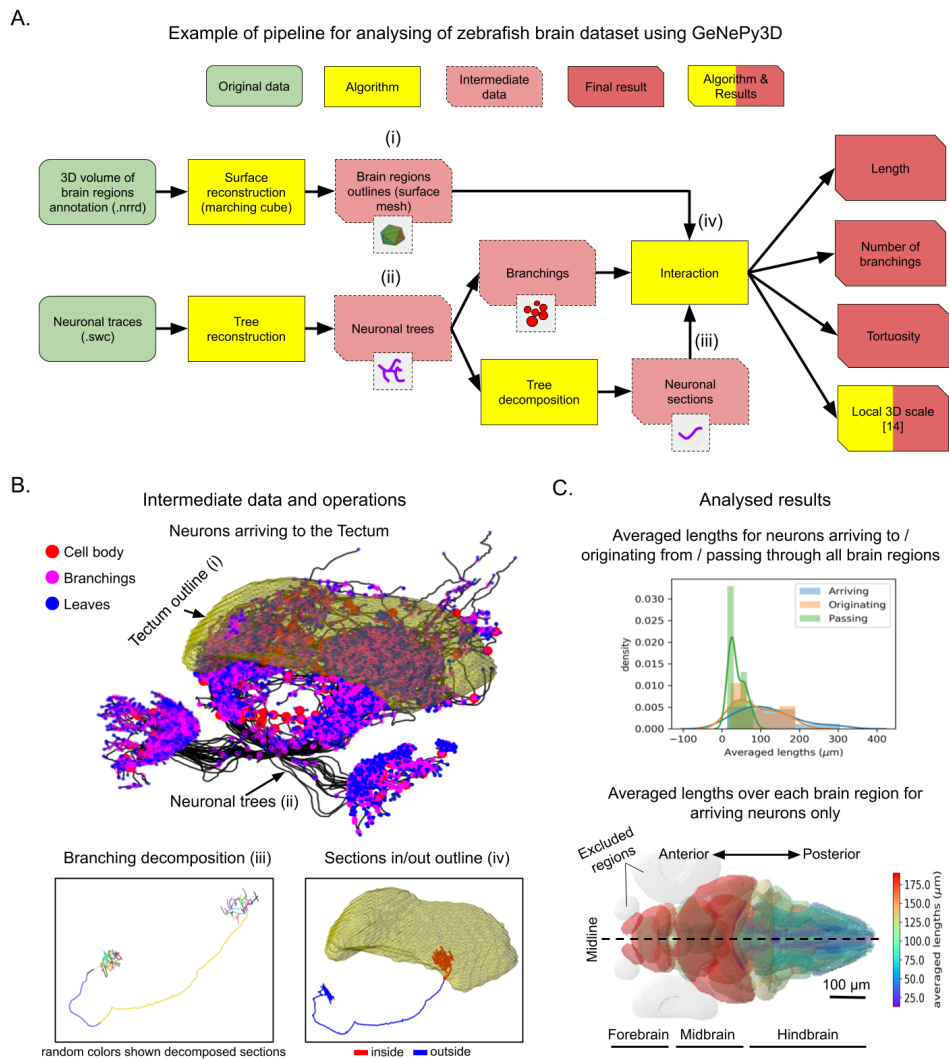 A.
Example of pipeline for analysing of zebrafish brain dataset using GeNePy3D
Original data
Algorithm
Intermediate
data
Final result
Algorithm &
Results
(i)
3D volume of
brain regions
annotation (.nrrd)
Surface
reconstruction
(marching cube)
Brain regions
outlines (surface
mesh)
(iv)
Length
(ii)
Branchings
Interaction
Number of
branchings
Neuronal traces
(.swc)
Tree
reconstruction
Neuronal trees
(iii)
Tortuosity
Tree
decomposition
Neuronal
sections
Local 3D scale
[14]
B.
Intermediate data and operations
Neurons arriving to the Tectum
Cell body
Branchings
Leaves
Tectum outline (i)
Neuronal trees (ii)
Branching decomposition (iii)
random colors shown decomposed sections
Sections in/out outline (iv)
inside
outside
C.
Analysed results
Averaged lengths for neurons arriving to /
originating from / passing through all brain regions
Arriving
Originating
Passing
0.030
0.025
0.020
0.015
0.010
0.005
0.000
density
−100 0 100 200 300 400
Averaged lengths (μm)
Averaged lengths over each brain region for
arriving neurons only
Excluded
regions
Anterior
Posterior
Midline
175.0
150.0
125.0
100.0
75.0
50.0
25.0
averaged lengths (μm)
100 μm
Forebrain
Midbrain
Hindbrain